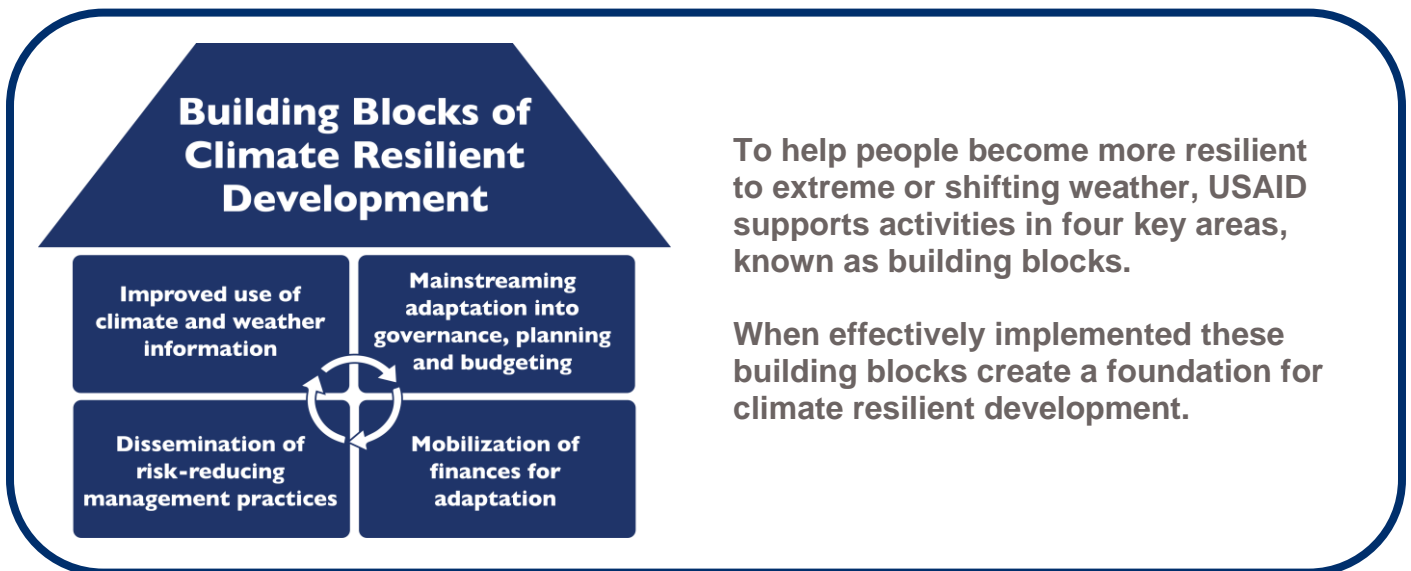 Building Blocks of
Climate Resilient
Development
Improved use of
climate and weather
information
Mainstreaming
adaptation into
governance, planning
and budgeting
Dissemination of
risk-reducing
management practices
Mobilization of
finances for
adaptation
To help people become more resilient
to extreme or shifting weather, USAID
supports activities in four key areas,
known as building blocks.
When effectively implemented these
building blocks create a foundation for
climate resilient development.